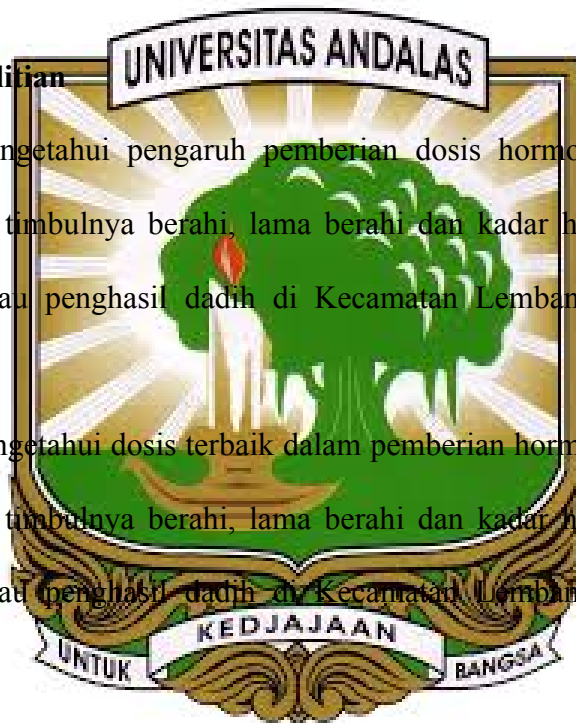 UNIVERSITAS ANDALAS
litian
ngetahui pengaruh pemberian dosis hormo
timbulnya berahi, lama berahi dan kadar h
au penghasil dadih di Kecamatan Lemban
ngetahui dosis terbaik dalam pemberian horm
timbulnya berahi, lama berahi dan kadar h
au penghasil dadih di Kecamatan Lemban
KEDJAJAAN
UNTUK BANGSA